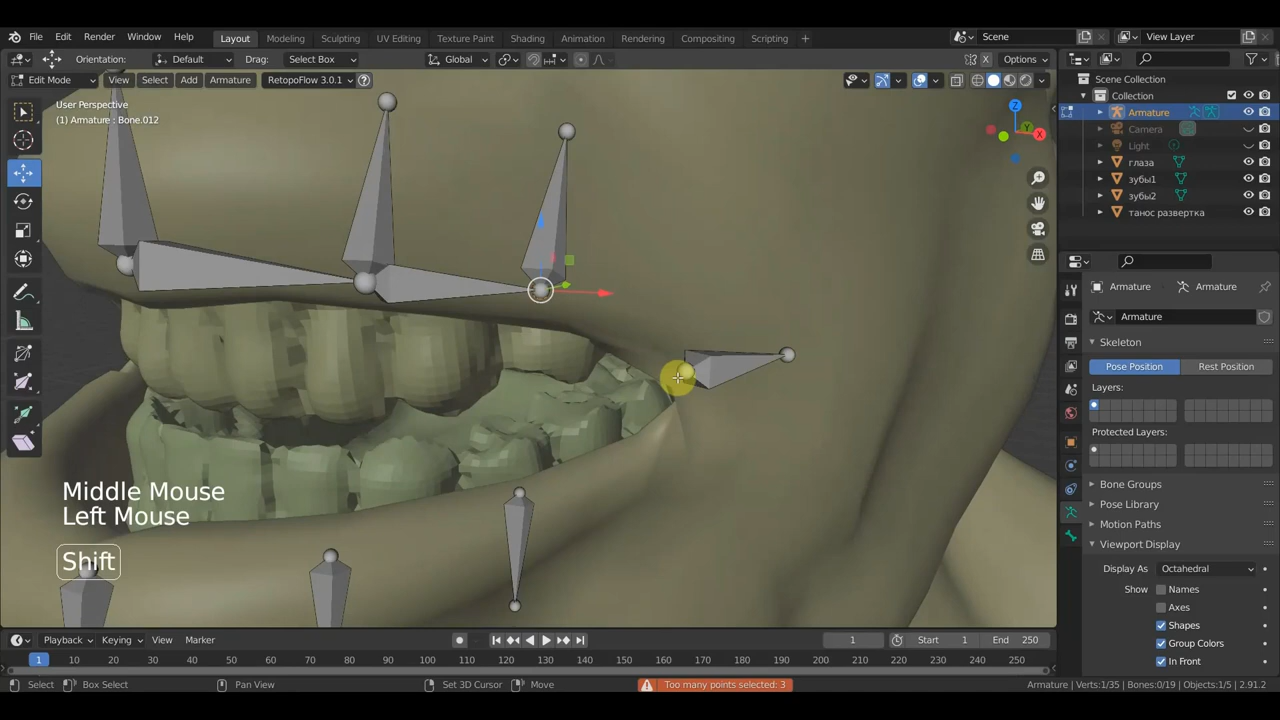 File Edit Render Window Help Layout Modeling Sculpting UV Editing Texture Paint Shading Animation Rendering Compositing Scripting + Scene View Layer
Orientation: Default Drag: Select Box Global X Options
Edit Mode View Select Add Armature RetopoFlow 3.0.1 ?
User Perspective
(1) Armature : Bone.012
Z
Y
X
Scene Collection
Collection
Armature
Camera
Light
глаза
зубы1
зубы2
танос развертка
Armature Armature
Armature
Skeleton
Pose Position Rest Position
Layers:
Protected Layers:
Bone Groups
Pose Library
Motion Paths
Viewport Display
Display As Octahedral
Show Names
Axes
Shapes
Group Colors
In Front
Middle Mouse
Left Mouse
Shift
Playback Keying View Marker 1 Start 1 End 250
1 10 20 30 40 50 60 70 80 90 100 110 120 130 140 150 160 170 180 190 200 210 220 230 240 250
Select Box Select Pan View Set 3D Cursor Move Too many points selected: 3 Armature | Verts:1/35 | Bones:0/19 | Objects:1/5 | 2.91.2